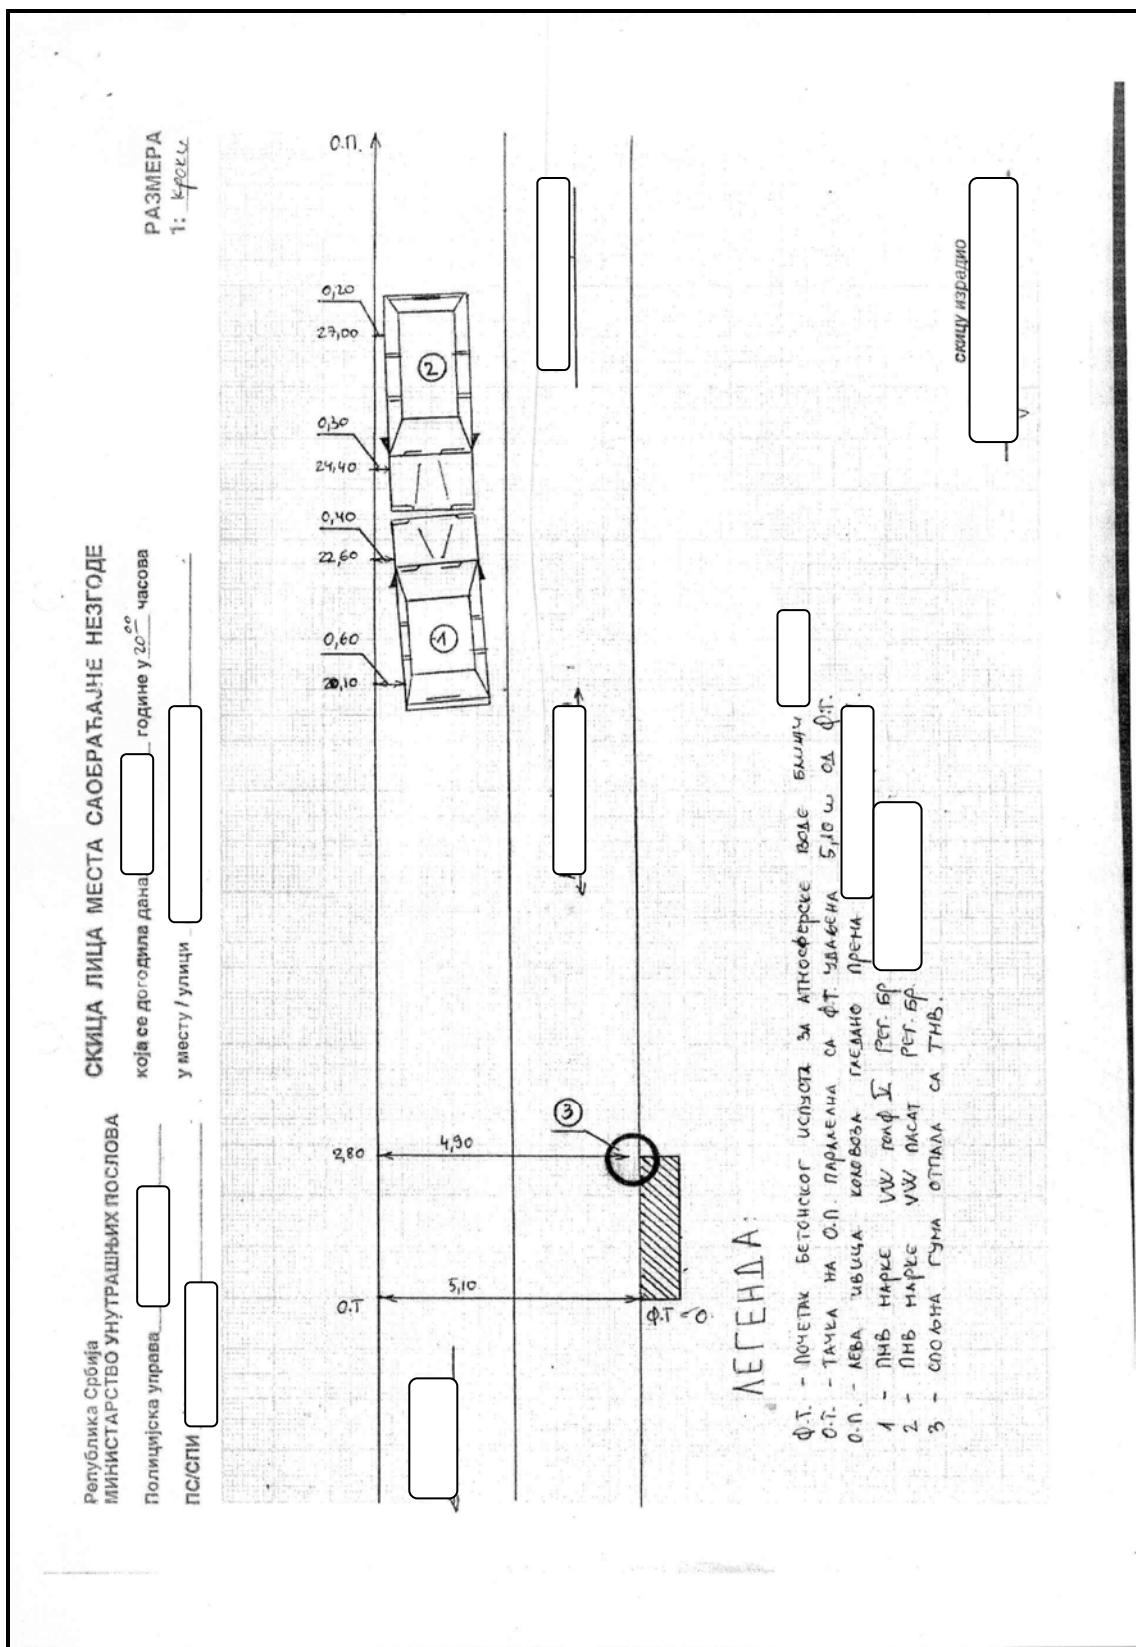 Република Србија
МИНИСТАРСТВО УНУТРАШЊИХ ПОСЛОВА
Полицијска управа
ПС/СПИ
СКИЦА ЛИЦА МЕСТА САОБРАЋАЈНЕ НЕЗГОДЕ
која се догодила дана године у 20⁰⁰ часова
у месту / улици
РАЗМЕРА
1: кроки
О.П.
О.Т
2,80
20,10
0,60
22,60
0,40
24,40
0,30
27,00
0,20
1
2
5,10
4,90
3
Ф.Т=0
ЛЕГЕНДА:
Ф.Т. - ПОЧЕТАК БЕТОНСКОГ ИСПУСТА ЗА АТМОСФЕРСКЕ ВОДЕ
О.Т. - ТАЧКА НА О.П. ПАРАЛЕЛНА СА Ф.Т. УДАЉЕНА 5,10 м ОД Ф.Т.
О.П. - ЛЕВА ИВИЦА КОЛОВОЗА ГЛЕДАНО ПРЕМА
1 - ПМВ МАРКЕ VW ГОЛФ V РЕГ. БР
2 - ПМВ МАРКЕ VW ПАСАТ РЕГ. БР.
3 - СПОЉНА ГУМА ОТПАЛА СА ТМВ.
скицу израдио